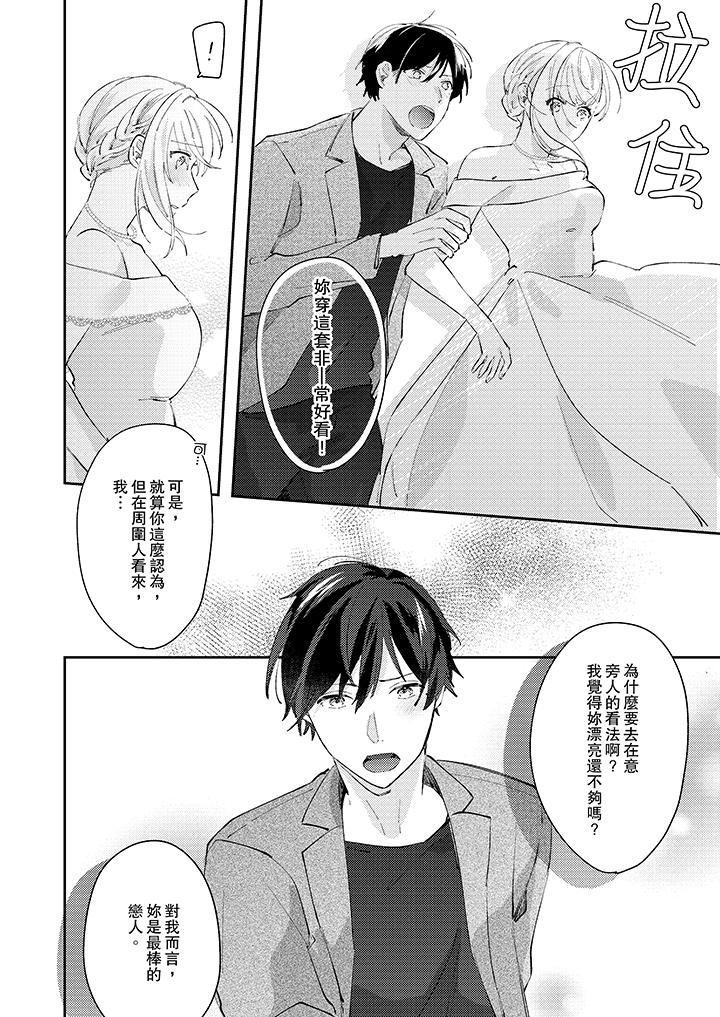 拉住
妳穿這套非—常好看！
！
可…
可是，
就算你這麼認為，
但在周圍人看來，
我…
為什麼要去在意
旁人的看法啊？
我覺得妳漂亮還不夠嗎？
對我而言，
妳是最棒的
戀人。